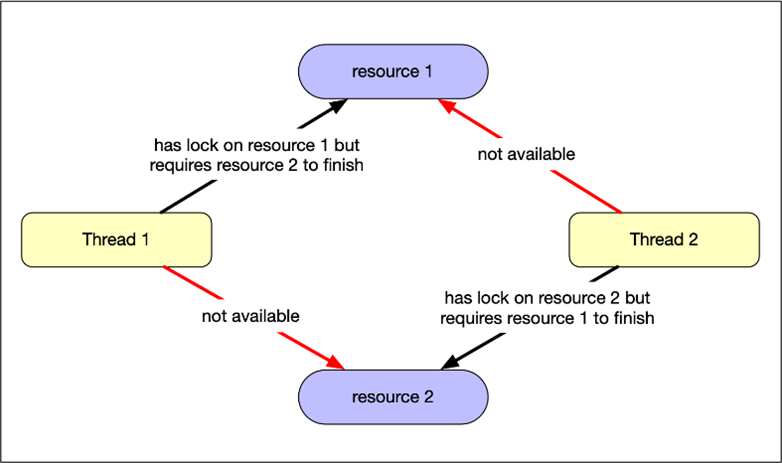 resource 1
has lock on resource 1 but
requires resource 2 to finish
not available
Thread 1
Thread 2
not available
has lock on resource 2 but
requires resource 1 to finish
resource 2